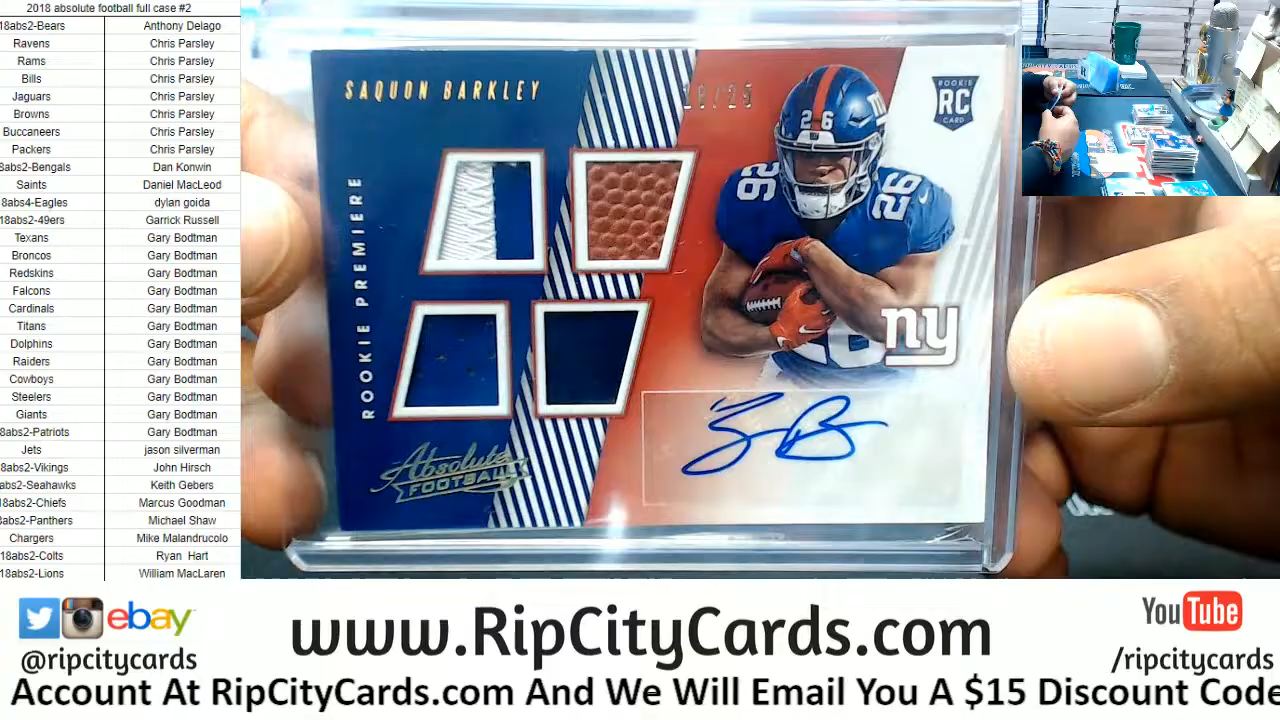 2018 absolute football full case #2
18abs2-Bears Anthony Delago
Ravens Chris Parsley
Rams Chris Parsley
Bills Chris Parsley
Jaguars Chris Parsley
Browns Chris Parsley
Buccaneers Chris Parsley
Packers Chris Parsley
8abs2-Bengals Dan Konwin
Saints Daniel MacLeod
8abs4-Eagles dylan goida
18abs2-49ers Garrick Russell
Texans Gary Bodtman
Broncos Gary Bodtman
Redskins Gary Bodtman
Falcons Gary Bodtman
Cardinals Gary Bodtman
Titans Gary Bodtman
Dolphins Gary Bodtman
Raiders Gary Bodtman
Cowboys Gary Bodtman
Steelers Gary Bodtman
Giants Gary Bodtman
8abs2-Patriots Gary Bodtman
Jets jason silverman
18abs2-Vikings John Hirsch
abs2-Seahawks Keith Gebers
18abs2-Chiefs Marcus Goodman
8abs2-Panthers Michael Shaw
Chargers Mike Malandrucolo
18abs2-Colts Ryan Hart
18abs2-Lions William MacLaren
SAQUON BARKLEY
ROOKIE
RC
CARD
ROOKIE PREMIERE
26
26
26
ny
Absolute
FOOTBALL
ebay
@ripcitycards
www.RipCityCards.com
YouTube
/ripcitycards
Account At RipCityCards.com And We Will Email You A $15 Discount Code